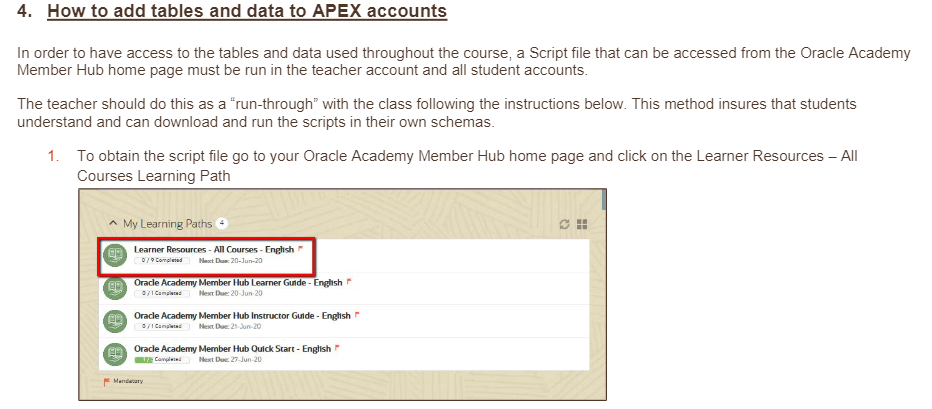 4. How to add tables and data to APEX accounts
In order to have access to the tables and data used throughout the course, a Script file that can be accessed from the Oracle Academy
Member Hub home page must be run in the teacher account and all student accounts.
The teacher should do this as a “run-through” with the class following the instructions below. This method insures that students
understand and can download and run the scripts in their own schemas.
1. To obtain the script file go to your Oracle Academy Member Hub home page and click on the Learner Resources – All
Courses Learning Path
My Learning Paths 4
Learner Resources - All Courses - English
0 / 9 Completed Next Due: 20-Jun-20
Oracle Academy Member Hub Learner Guide - English
0 / 1 Completed Next Due: 20-Jun-20
Oracle Academy Member Hub Instructor Guide - English
0 / 1 Completed Next Due: 21-Jun-20
Oracle Academy Member Hub Quick Start - English
Completed Next Due: 27-Jun-20
Mandatory